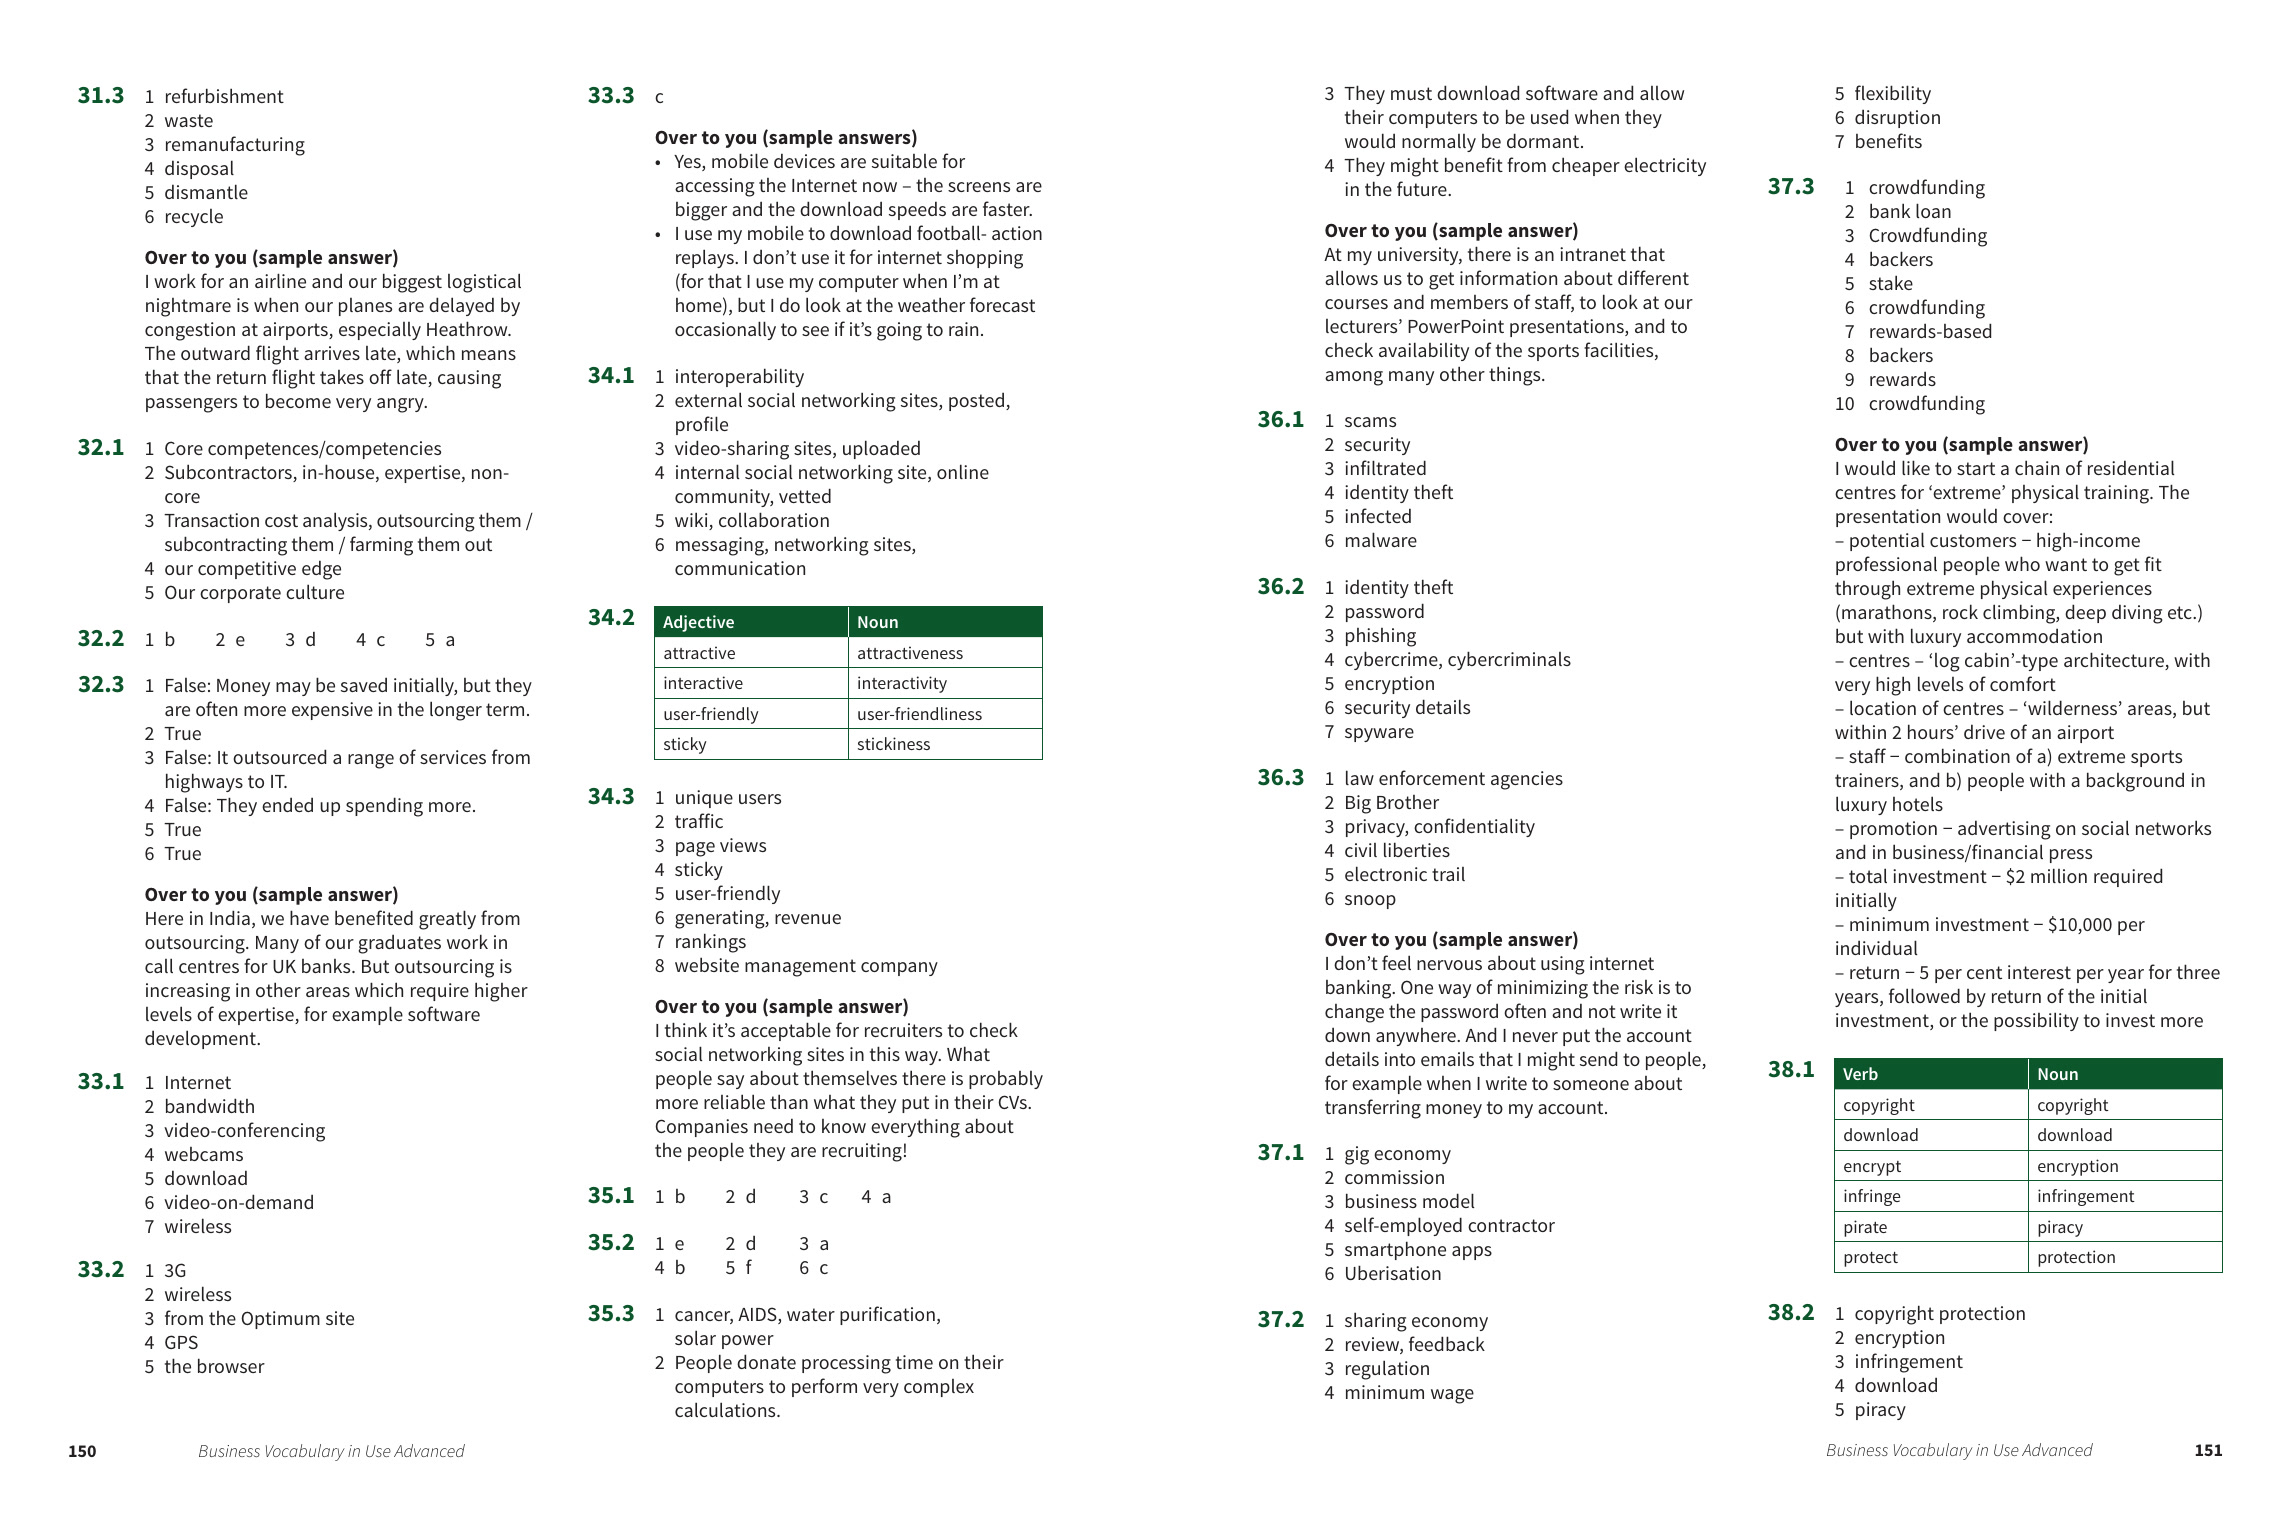 31.3 1 refurbishment
2 waste
3 remanufacturing
4 disposal
5 dismantle
6 recycle
Over to you (sample answer)
I work for an airline and our biggest logistical
nightmare is when our planes are delayed by
congestion at airports, especially Heathrow.
The outward flight arrives late, which means
that the return flight takes off late, causing
passengers to become very angry.
32.1 1 Core competences/competencies
2 Subcontractors, in-house, expertise, non-
core
3 Transaction cost analysis, outsourcing them /
subcontracting them / farming them out
4 our competitive edge
5 Our corporate culture
32.2 1 b 2 e 3 d 4 c 5 a
32.3 1 False: Money may be saved initially, but they
are often more expensive in the longer term.
2 True
3 False: It outsourced a range of services from
highways to IT.
4 False: They ended up spending more.
5 True
6 True
Over to you (sample answer)
Here in India, we have benefited greatly from
outsourcing. Many of our graduates work in
call centres for UK banks. But outsourcing is
increasing in other areas which require higher
levels of expertise, for example software
development.
33.1 1 Internet
2 bandwidth
3 video-conferencing
4 webcams
5 download
6 video-on-demand
7 wireless
33.2 1 3G
2 wireless
3 from the Optimum site
4 GPS
5 the browser
33.3 c
Over to you (sample answers)
• Yes, mobile devices are suitable for
accessing the Internet now – the screens are
bigger and the download speeds are faster.
• I use my mobile to download football- action
replays. I don’t use it for internet shopping
(for that I use my computer when I’m at
home), but I do look at the weather forecast
occasionally to see if it’s going to rain.
34.1 1 interoperability
2 external social networking sites, posted,
profile
3 video-sharing sites, uploaded
4 internal social networking site, online
community, vetted
5 wiki, collaboration
6 messaging, networking sites,
communication
34.2 Adjective Noun
attractive attractiveness
interactive interactivity
user-friendly user-friendliness
sticky stickiness
34.3 1 unique users
2 traffic
3 page views
4 sticky
5 user-friendly
6 generating, revenue
7 rankings
8 website management company
Over to you (sample answer)
I think it’s acceptable for recruiters to check
social networking sites in this way. What
people say about themselves there is probably
more reliable than what they put in their CVs.
Companies need to know everything about
the people they are recruiting!
35.1 1 b 2 d 3 c 4 a
35.2 1 e 2 d 3 a
4 b 5 f 6 c
35.3 1 cancer, AIDS, water purification,
solar power
2 People donate processing time on their
computers to perform very complex
calculations.
150 Business Vocabulary in Use Advanced
3 They must download software and allow
their computers to be used when they
would normally be dormant.
4 They might benefit from cheaper electricity
in the future.
Over to you (sample answer)
At my university, there is an intranet that
allows us to get information about different
courses and members of staff, to look at our
lecturers’ PowerPoint presentations, and to
check availability of the sports facilities,
among many other things.
36.1 1 scams
2 security
3 infiltrated
4 identity theft
5 infected
6 malware
36.2 1 identity theft
2 password
3 phishing
4 cybercrime, cybercriminals
5 encryption
6 security details
7 spyware
36.3 1 law enforcement agencies
2 Big Brother
3 privacy, confidentiality
4 civil liberties
5 electronic trail
6 snoop
Over to you (sample answer)
I don’t feel nervous about using internet
banking. One way of minimizing the risk is to
change the password often and not write it
down anywhere. And I never put the account
details into emails that I might send to people,
for example when I write to someone about
transferring money to my account.
37.1 1 gig economy
2 commission
3 business model
4 self-employed contractor
5 smartphone apps
6 Uberisation
37.2 1 sharing economy
2 review, feedback
3 regulation
4 minimum wage
5 flexibility
6 disruption
7 benefits
37.3 1 crowdfunding
2 bank loan
3 Crowdfunding
4 backers
5 stake
6 crowdfunding
7 rewards-based
8 backers
9 rewards
10 crowdfunding
Over to you (sample answer)
I would like to start a chain of residential
centres for ‘extreme’ physical training. The
presentation would cover:
– potential customers – high-income
professional people who want to get fit
through extreme physical experiences
(marathons, rock climbing, deep diving etc.)
but with luxury accommodation
– centres – ‘log cabin’-type architecture, with
very high levels of comfort
– location of centres – ‘wilderness’ areas, but
within 2 hours’ drive of an airport
– staff – combination of a) extreme sports
trainers, and b) people with a background in
luxury hotels
– promotion – advertising on social networks
and in business/financial press
– total investment – $2 million required
initially
– minimum investment – $10,000 per
individual
– return – 5 per cent interest per year for three
years, followed by return of the initial
investment, or the possibility to invest more
38.1 Verb Noun
copyright copyright
download download
encrypt encryption
infringe infringement
pirate piracy
protect protection
38.2 1 copyright protection
2 encryption
3 infringement
4 download
5 piracy
Business Vocabulary in Use Advanced 151